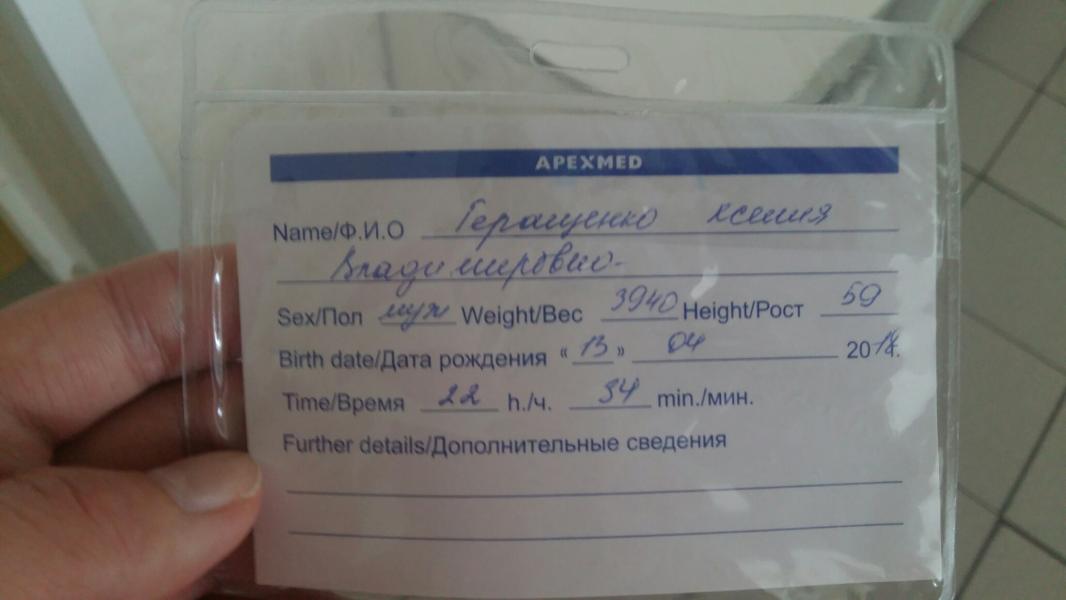 APEXMED
Name/Ф.И.О Геращенко Ксения
Владимировна
Sex/Пол муж Weight/Вес 3940 Height/Рост 59
Birth date/Дата рождения « 13 » 04 20 г.
Time/Время 22 h./ч. 34 min./мин.
Further details/Дополнительные сведения